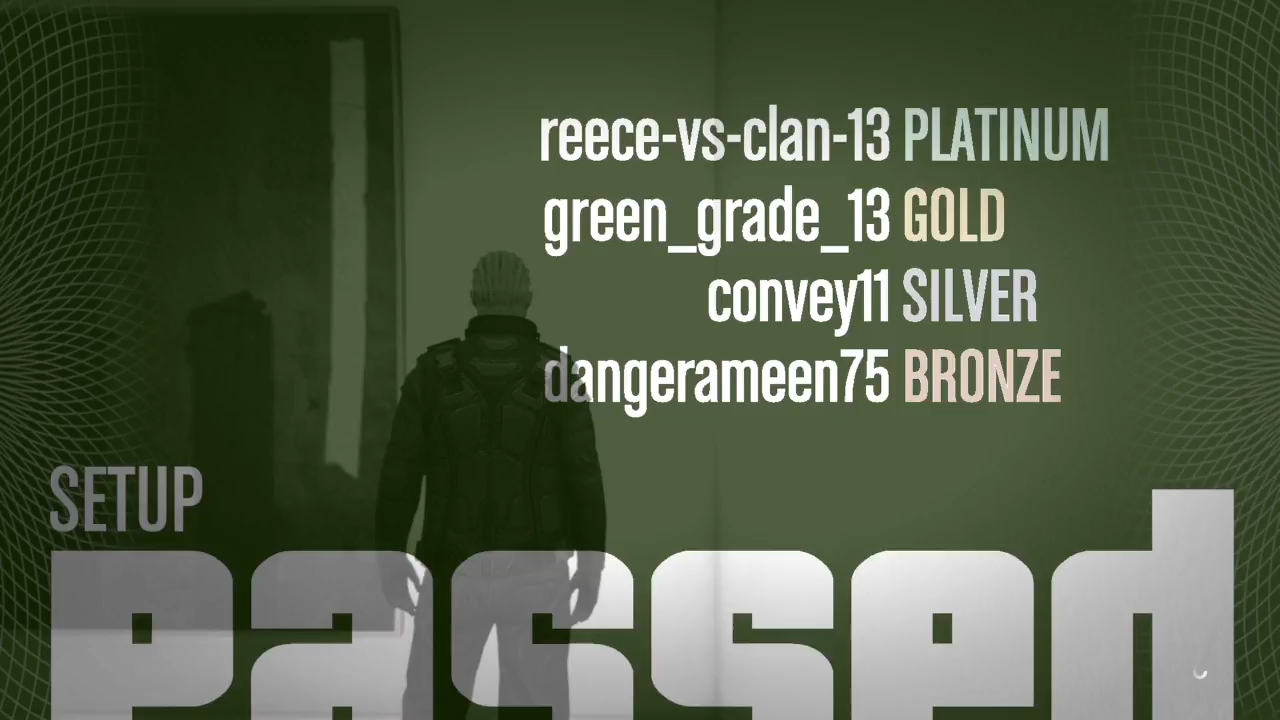 reece-vs-clan-13 PLATINUM
green_grade_13 GOLD
convey11 SILVER
dangerameen75 BRONZE
SETUP
passed